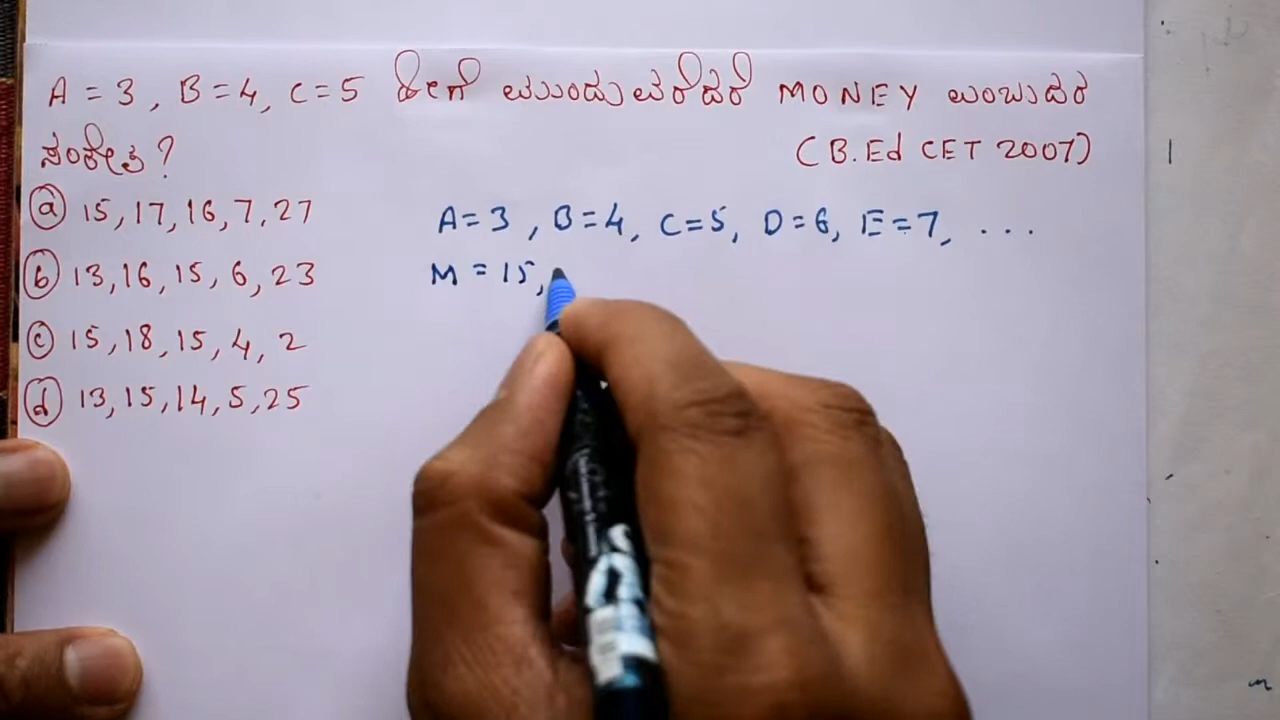 A = 3 , B = 4, C = 5 ಹೀಗೆ ಮುಂದುವರೆದರೆ MONEY ಎಂಬುದರ
ಸಂಕೇತ ?
( B.Ed CET 2007)
ⓐ 15, 17, 16, 7, 27
ⓑ 13, 16, 15, 6, 23
ⓒ 15, 18, 15, 4, 2
ⓓ 13, 15, 14, 5, 25
A = 3 , B = 4, C = 5, D = 6, E = 7, ...
M = 15,